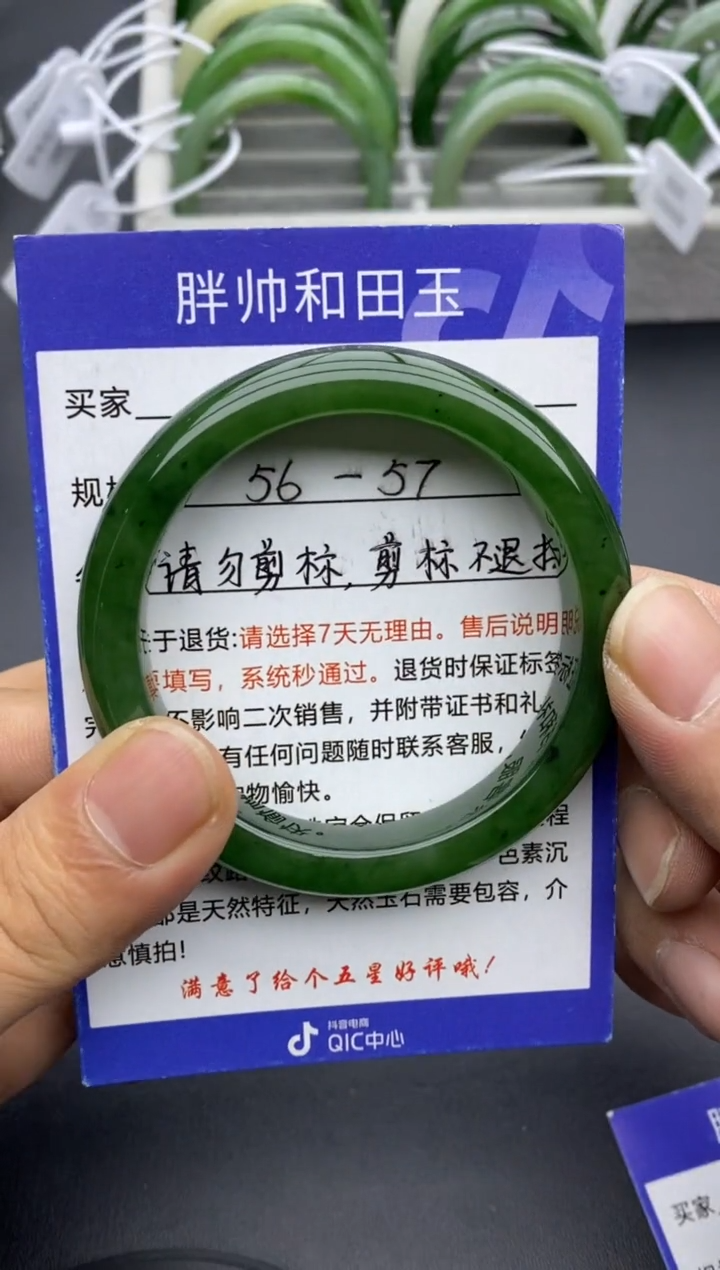 胖帅和田玉
买家
规
56-57
请勿剪标,剪标不退
于退货:请选择7天无理由。售后说明
填写,系统秒通过。退货时保证标签
不影响二次销售,并附带证书和礼
有任何问题随时联系客服,
物愉快。
色素沉
是天然特征,天然玉石需要包容,介
意慎拍!
满意了给个五星好评哦!
抖音电商
QIC中心
买家